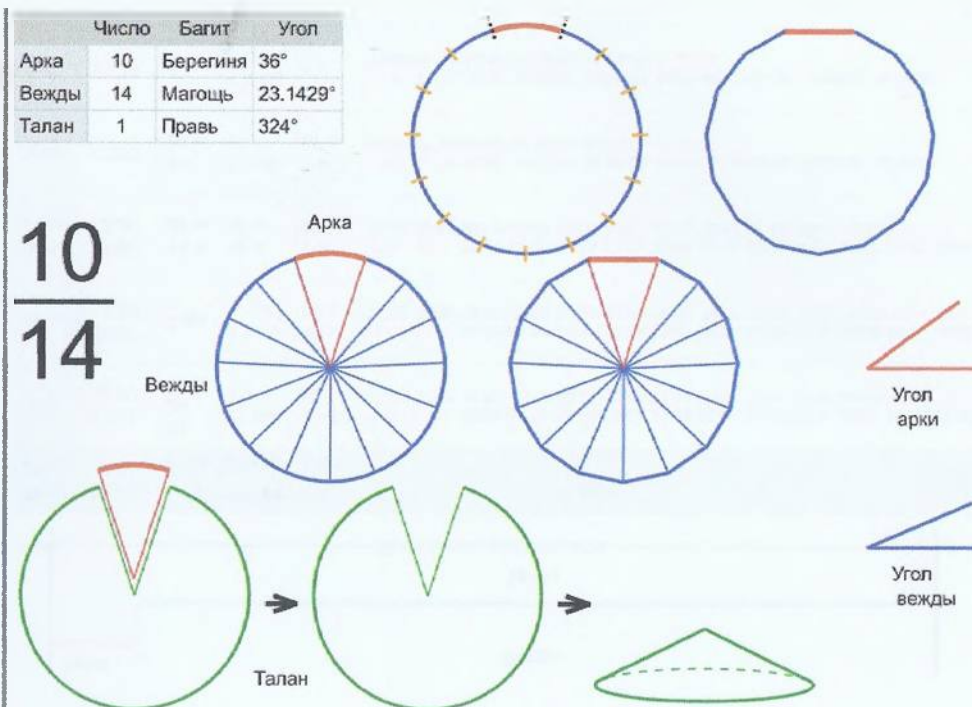 Число Багит Угол
Арка 10 Берегиня 36°
Вежды 14 Магощь 23.1429°
Талан 1 Правь 324°
10
14
Арка
Вежды
Угол
арки
Угол
вежды
Талан